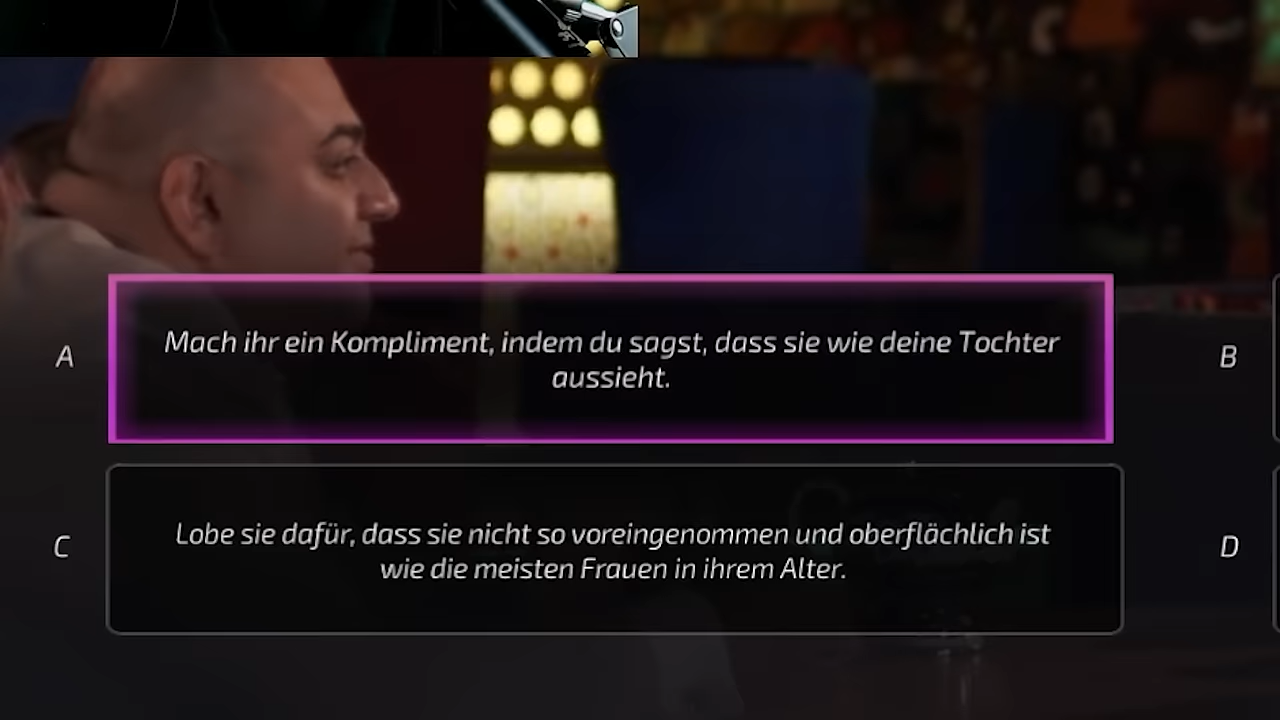 A
Mach ihr ein Kompliment, indem du sagst, dass sie wie deine Tochter
aussieht.
B
C
Lobe sie dafür, dass sie nicht so voreingenommen und oberflächlich ist
wie die meisten Frauen in ihrem Alter.
D